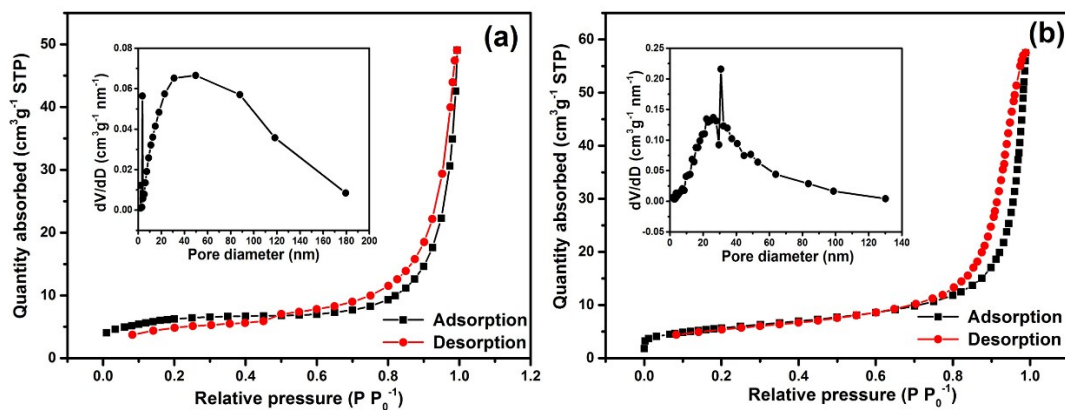 (a)
Quantity absorbed (cm³g⁻¹ STP)
50
40
30
20
10
0
0.0 0.2 0.4 0.6 0.8 1.0 1.2
Relative pressure (P P₀⁻¹)
Adsorption
Desorption
dV/dD (cm³g⁻¹ nm⁻¹)
0.08
0.06
0.04
0.02
0.00
0 20 40 60 80 100 120 140 160 180 200
Pore diameter (nm)
(b)
Quantity absorbed (cm³g⁻¹ STP)
60
50
40
30
20
10
0
0.0 0.2 0.4 0.6 0.8 1.0
Relative pressure (P P₀⁻¹)
Adsorption
Desorption
dV/dD (cm³g⁻¹ nm⁻¹)
0.25
0.20
0.15
0.10
0.05
0.00
-0.05
0 20 40 60 80 100 120 140
Pore diameter (nm)